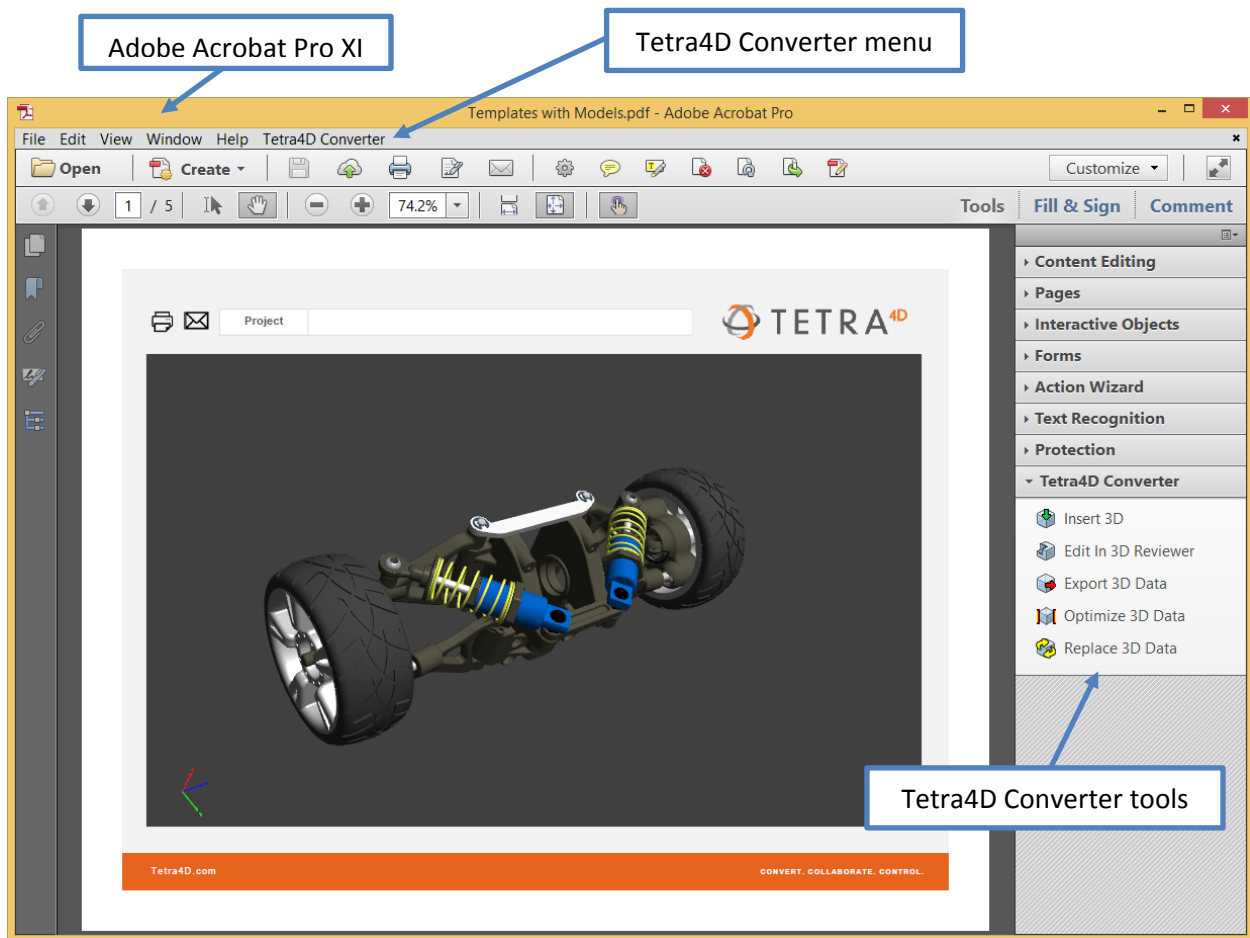 Adobe Acrobat Pro XI
Tetra4D Converter menu
Templates with Models.pdf - Adobe Acrobat Pro
File Edit View Window Help Tetra4D Converter
Open Create Customize
1 / 5 74.2% Tools Fill & Sign Comment
Content Editing
Pages
Interactive Objects
Forms
Action Wizard
Text Recognition
Protection
Tetra4D Converter
Insert 3D
Edit In 3D Reviewer
Export 3D Data
Optimize 3D Data
Replace 3D Data
Project
TETRA4D
Tetra4D Converter tools
Tetra4D.com
CONVERT. COLLABORATE. CONTROL.